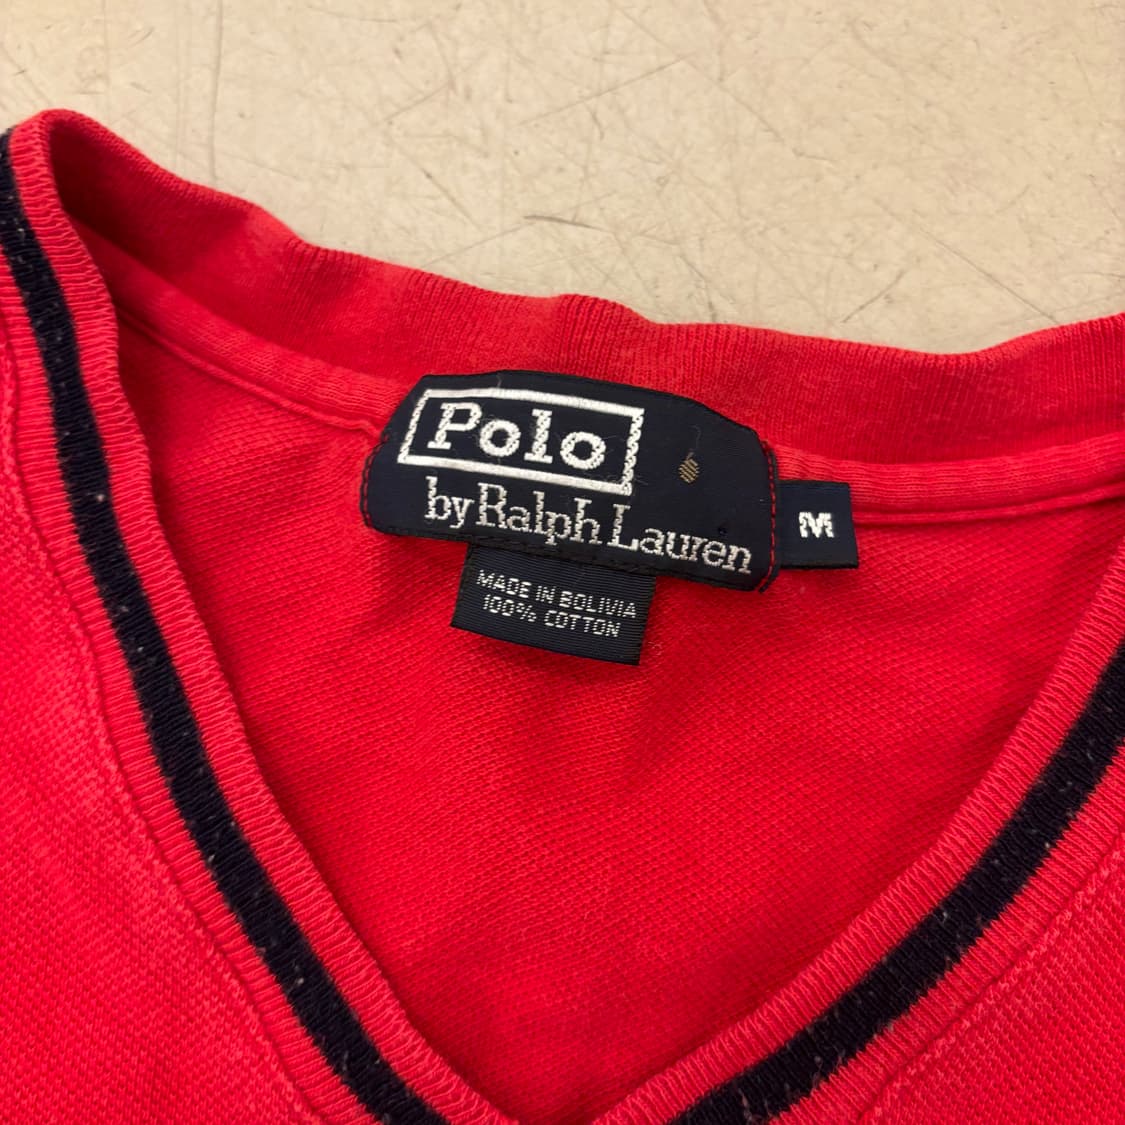 Polo
by Ralph Lauren
M
MADE IN BOLIVIA
100% COTTON